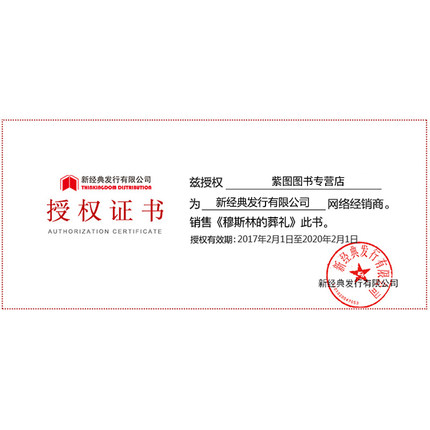 新经典发行有限公司
THINKINGDOM DISTRIBUTION
授权证书
AUTHORIZATION CERTIFICATE
兹授权 紫图图书专营店
为 新经典发行有限公司 网络经销商。
销售《穆斯林的葬礼》此书。
授权有效期：2017年2月1日至2020年2月1日
新经典发行有限公司
新经典发行有限公司